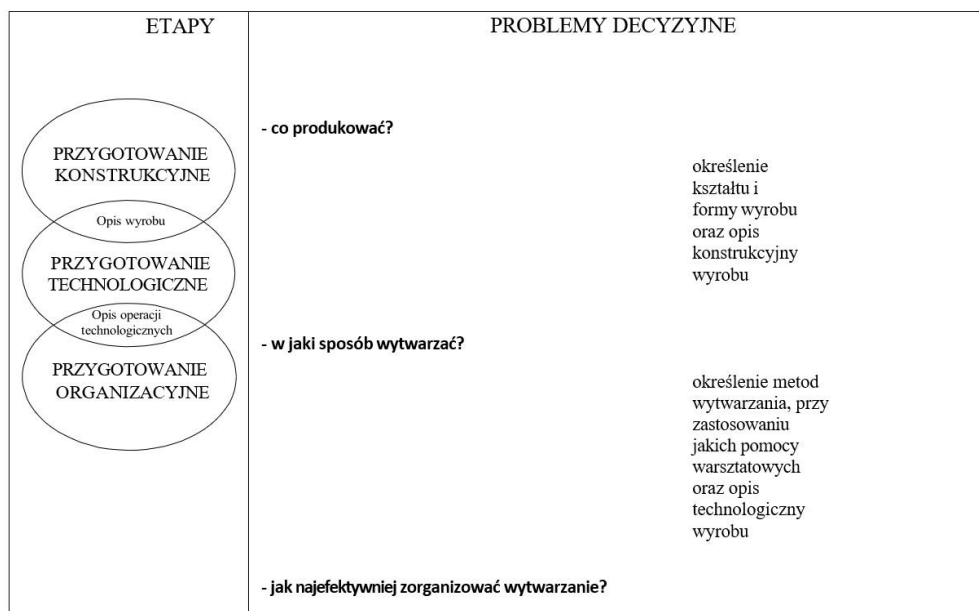 ETAPY
PROBLEMY DECYZYJNE
PRZYGOTOWANIE
KONSTRUKCYJNE
Opis wyrobu
PRZYGOTOWANIE
TECHNOLOGICZNE
Opis operacji
technologicznych
PRZYGOTOWANIE
ORGANIZACYJNE
- co produkować?
określenie
kształtu i
formy wyrobu
oraz opis
konstrukcyjny
wyrobu
- w jaki sposób wytwarzać?
określenie metod
wytwarzania, przy
zastosowaniu
jakich pomocy
warsztatowych
oraz opis
technologiczny
wyrobu
- jak najefektywniej zorganizować wytwarzanie?